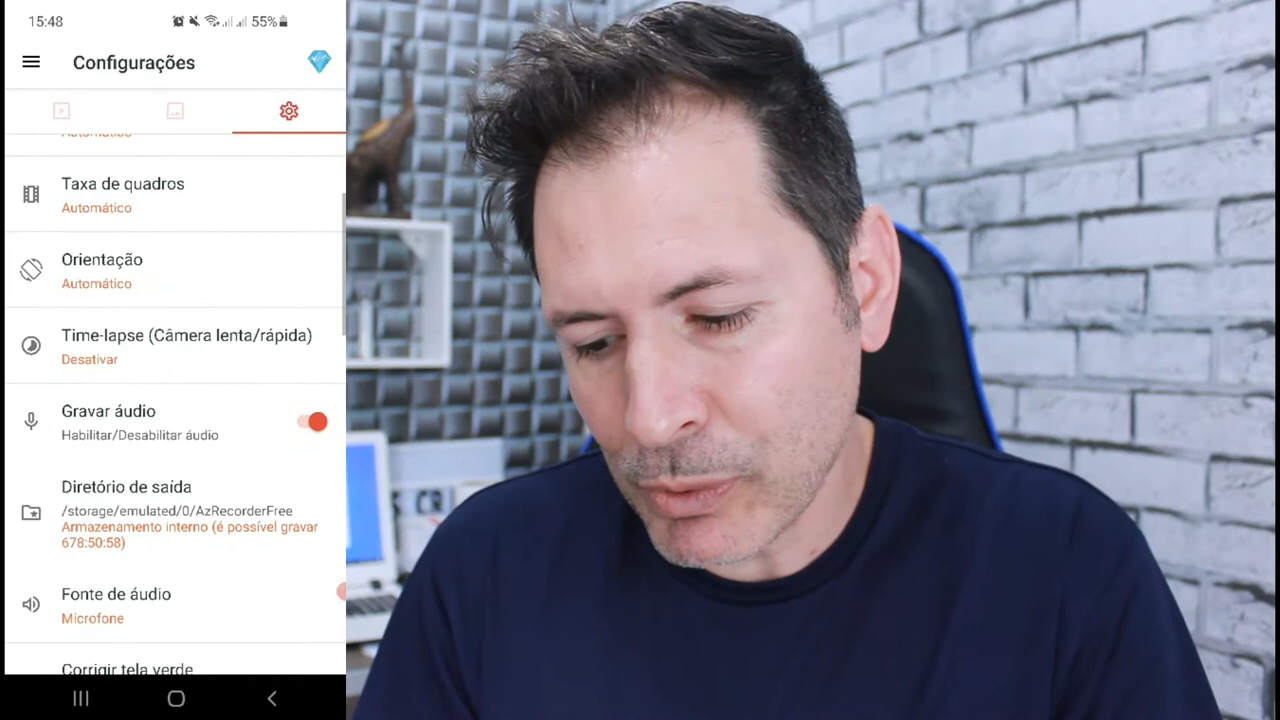 15:48
55%
Configurações
Automático
Taxa de quadros
Automático
Orientação
Automático
Time-lapse (Câmera lenta/rápida)
Desativar
Gravar áudio
Habilitar/Desabilitar áudio
Diretório de saída
/storage/emulated/0/AzRecorderFree
Armazenamento interno (é possível gravar
678:50:58)
Fonte de áudio
Microfone
Corrigir tela verde
CR